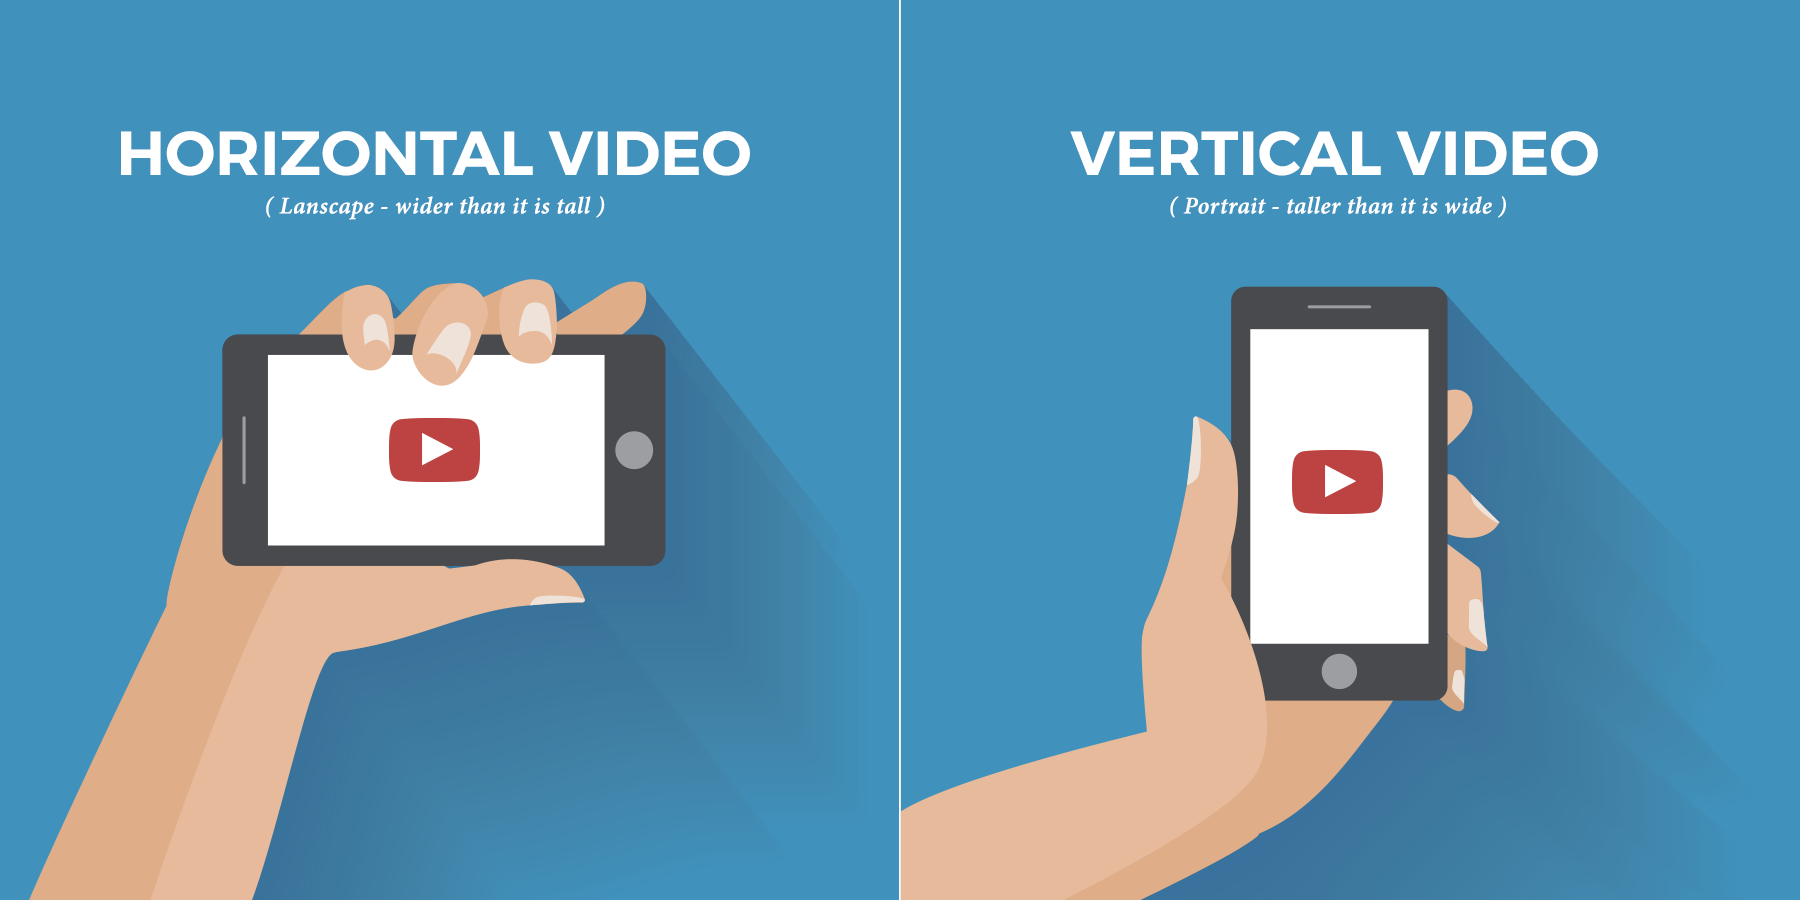 HORIZONTAL VIDEO
( Lanscape - wider than it is tall )
VERTICAL VIDEO
( Portrait - taller than it is wide )